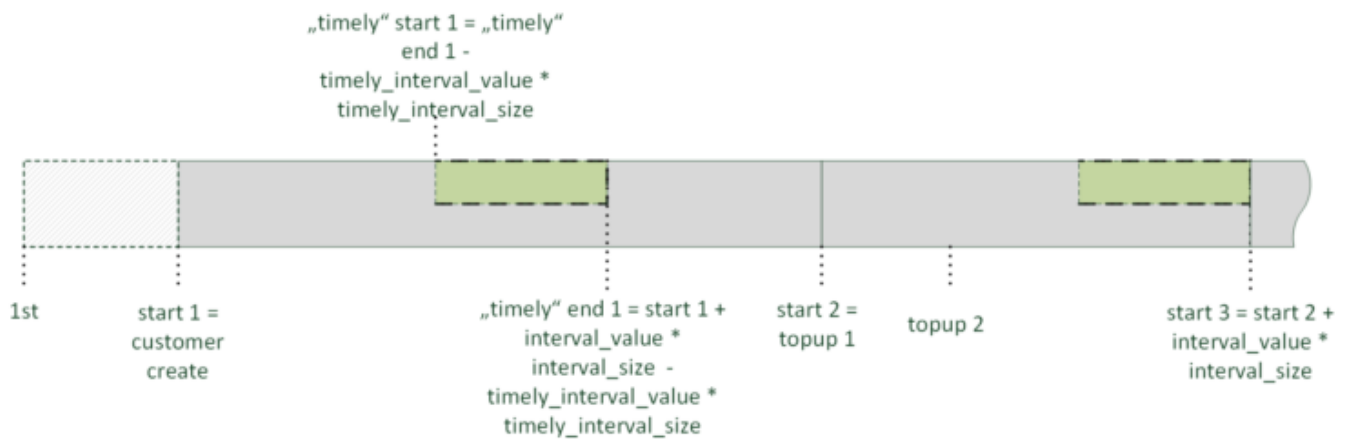 „timely“ start 1 = „timely“
end 1 -
timely_interval_value *
timely_interval_size
1st
start 1 =
customer
create
„timely“ end 1 = start 1 +
interval_value *
interval_size -
timely_interval_value *
timely_interval_size
start 2 =
topup 1
topup 2
start 3 = start 2 +
interval_value *
interval_size